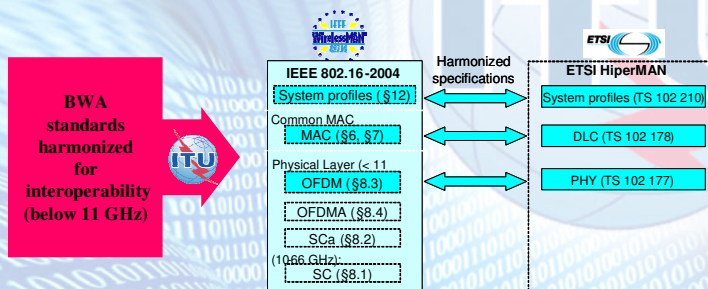 BWA
standards
harmonized
for
interoperability
(below 11 GHz)
ITU
IEEE
WirelessMAN
802.16
IEEE 802.16-2004
System profiles (§12)
Common MAC
MAC (§6, §7)
Physical Layer (< 11
OFDM (§8.3)
OFDMA (§8.4)
SCa (§8.2)
(10-66 GHz):
SC (§8.1)
Harmonized
specifications
ETSI
ETSI HiperMAN
System profiles (TS 102 210)
DLC (TS 102 178)
PHY (TS 102 177)